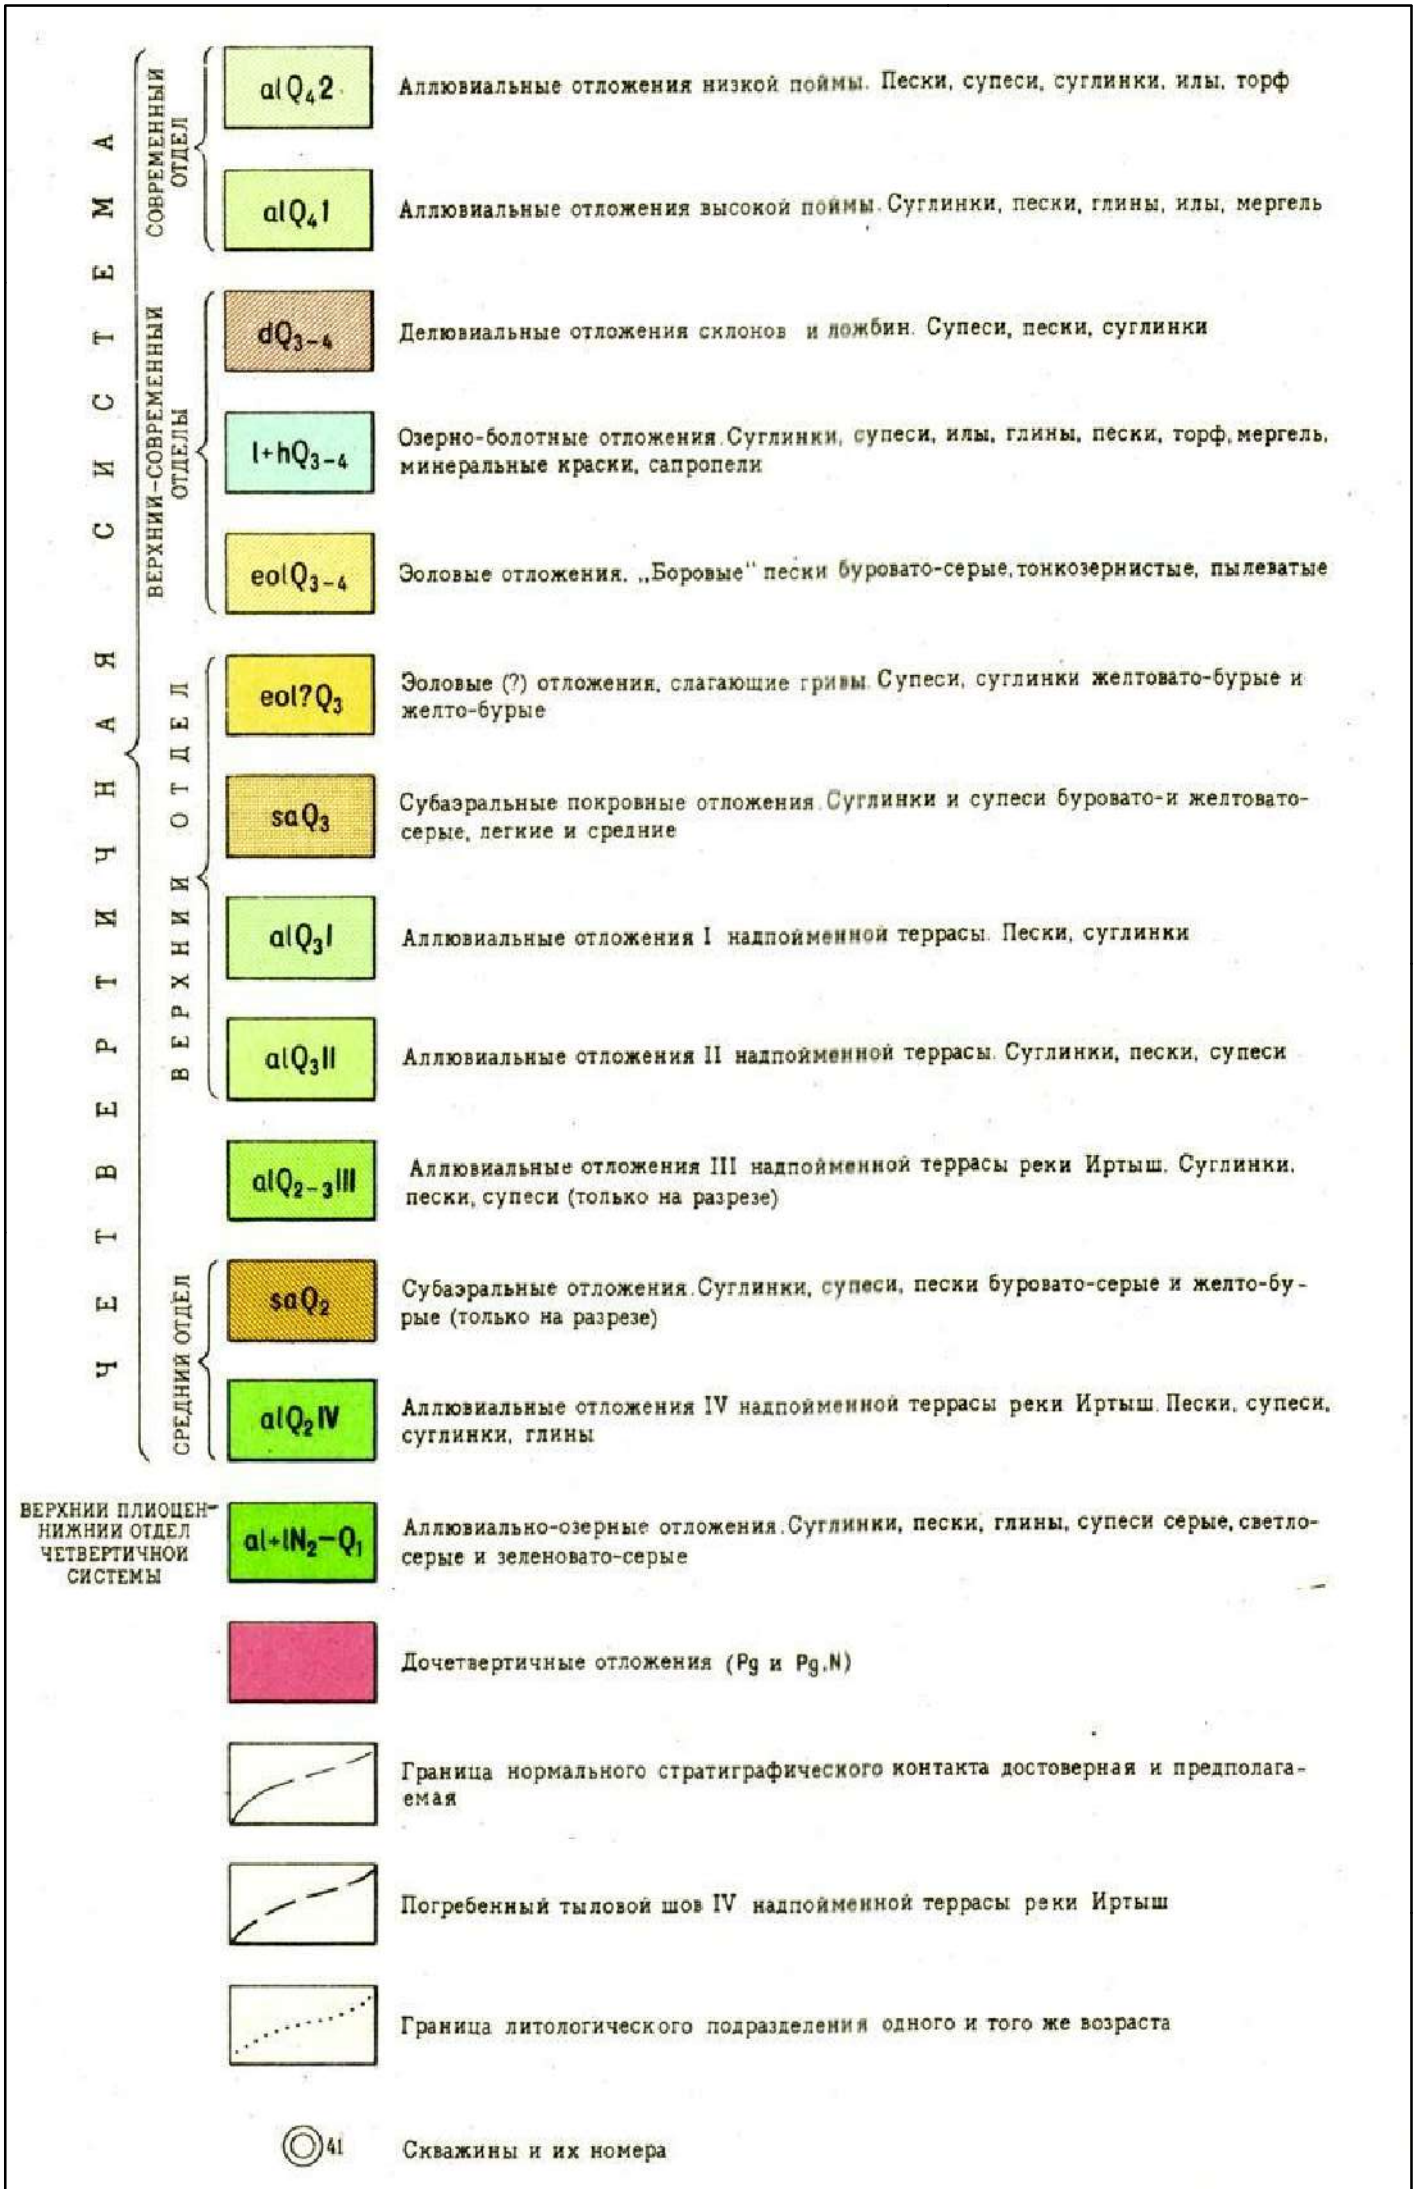 ЧЕТВЕРТИЧНАЯ СИСТЕМА
СОВРЕМЕННЫЙ
ОТДЕЛ
alQ₄2
Аллювиальные отложения низкой поймы. Пески, супеси, суглинки, илы, торф
alQ₄1
Аллювиальные отложения высокой поймы. Суглинки, пески, глины, илы, мергель
ВЕРХНИЙ-СОВРЕМЕННЫЙ
ОТДЕЛЫ
dQ₃₋₄
Делювиальные отложения склонов и ложбин. Супеси, пески, суглинки
l+hQ₃₋₄
Озерно-болотные отложения. Суглинки, супеси, илы, глины, пески, торф, мергель,
минеральные краски, сапропели
eolQ₃₋₄
Эоловые отложения. „Боровые“ пески буровато-серые, тонкозернистые, пылеватые
ВЕРХНИЙ ОТДЕЛ
eol?Q₃
Эоловые (?) отложения, слагающие гривы. Супеси, суглинки желтовато-бурые и
желто-бурые
saQ₃
Субаэральные покровные отложения. Суглинки и супеси буровато-и желтовато-
серые, легкие и средние
alQ₃I
Аллювиальные отложения I надпойменной террасы. Пески, суглинки
alQ₃II
Аллювиальные отложения II надпойменной террасы. Суглинки, пески, супеси
alQ₂₋₃III
Аллювиальные отложения III надпойменной террасы реки Иртыш. Суглинки,
пески, супеси (только на разрезе)
СРЕДНИЙ ОТДЕЛ
saQ₂
Субаэральные отложения. Суглинки, супеси, пески буровато-серые и желто-бу-
рые (только на разрезе)
alQ₂IV
Аллювиальные отложения IV надпойменной террасы реки Иртыш. Пески, супеси,
суглинки, глины
ВЕРХНИЙ ПЛИОЦЕН-
НИЖНИЙ ОТДЕЛ
ЧЕТВЕРТИЧНОЙ
СИСТЕМЫ
al+lN₂-Q₁
Аллювиально-озерные отложения. Суглинки, пески, глины, супеси серые, светло-
серые и зеленовато-серые
Дочетвертичные отложения (Pg и Pg,N)
Граница нормального стратиграфического контакта достоверная и предполага-
емая
Погребенный тыловой шов IV надпойменной террасы реки Иртыш
Граница литологического подразделения одного и того же возраста
41
Скважины и их номера